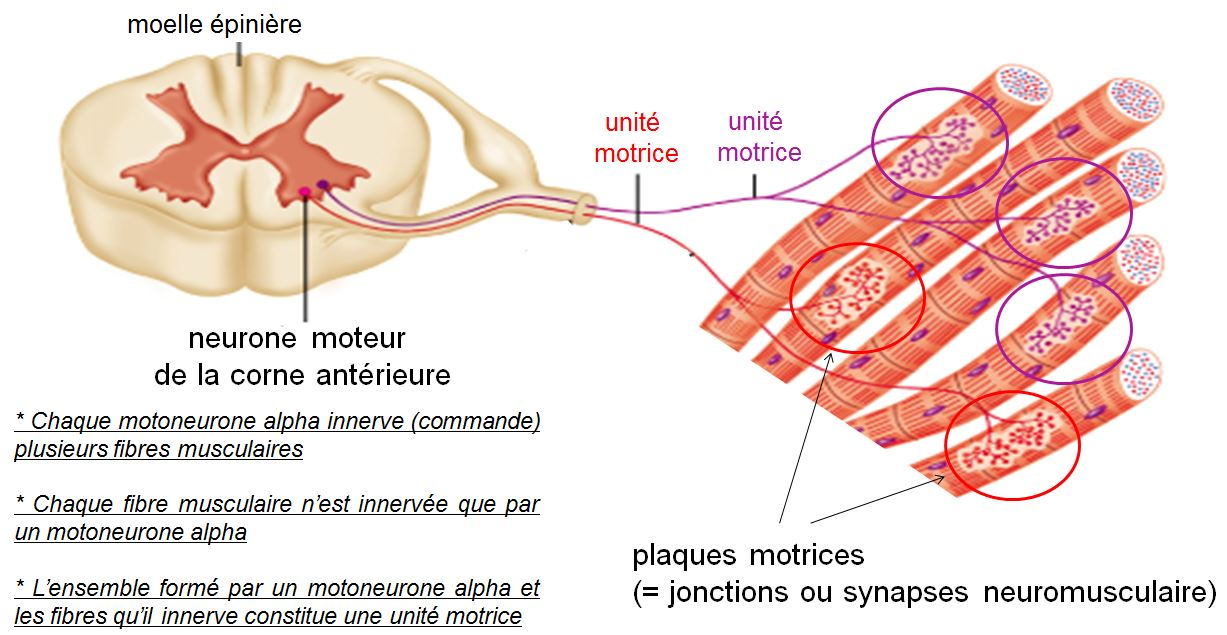 moelle épinière
unité
motrice
unité
motrice
neurone moteur
de la corne antérieure
* Chaque motoneurone alpha innerve (commande)
plusieurs fibres musculaires
* Chaque fibre musculaire n'est innervée que par
un motoneurone alpha
* L'ensemble formé par un motoneurone alpha et
les fibres qu'il innerve constitue une unité motrice
plaques motrices
(= jonctions ou synapses neuromusculaire)